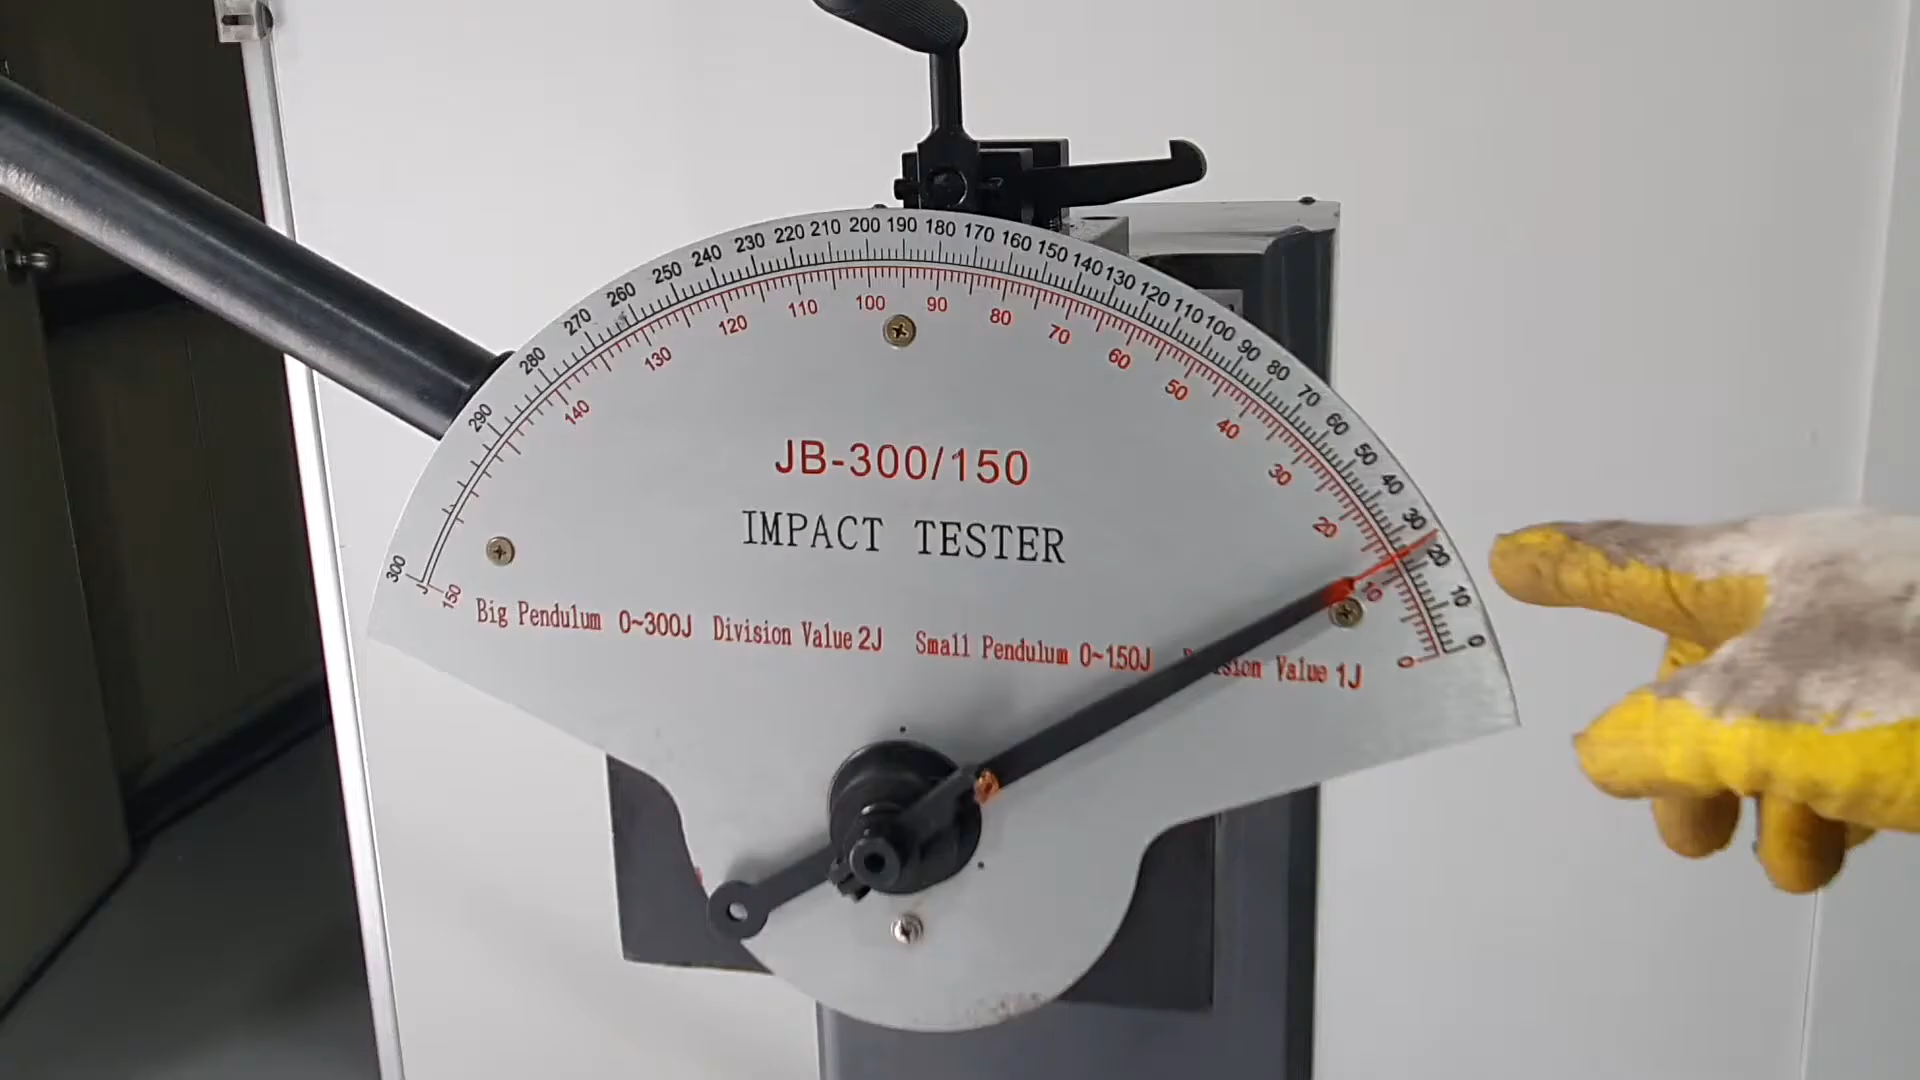 300 290 280 270 260 250 240 230 220 210 200 190 180 170 160 150 140 130 120 110 100 90 80 70 60 50 40 30 20 10 0
J
150 140 130 120 110 100 90 80 70 60 50 40 30 20 10 0
JB-300/150
IMPACT TESTER
Big Pendulum 0~300J Division Value 2J Small Pendulum 0~150J Value 1J